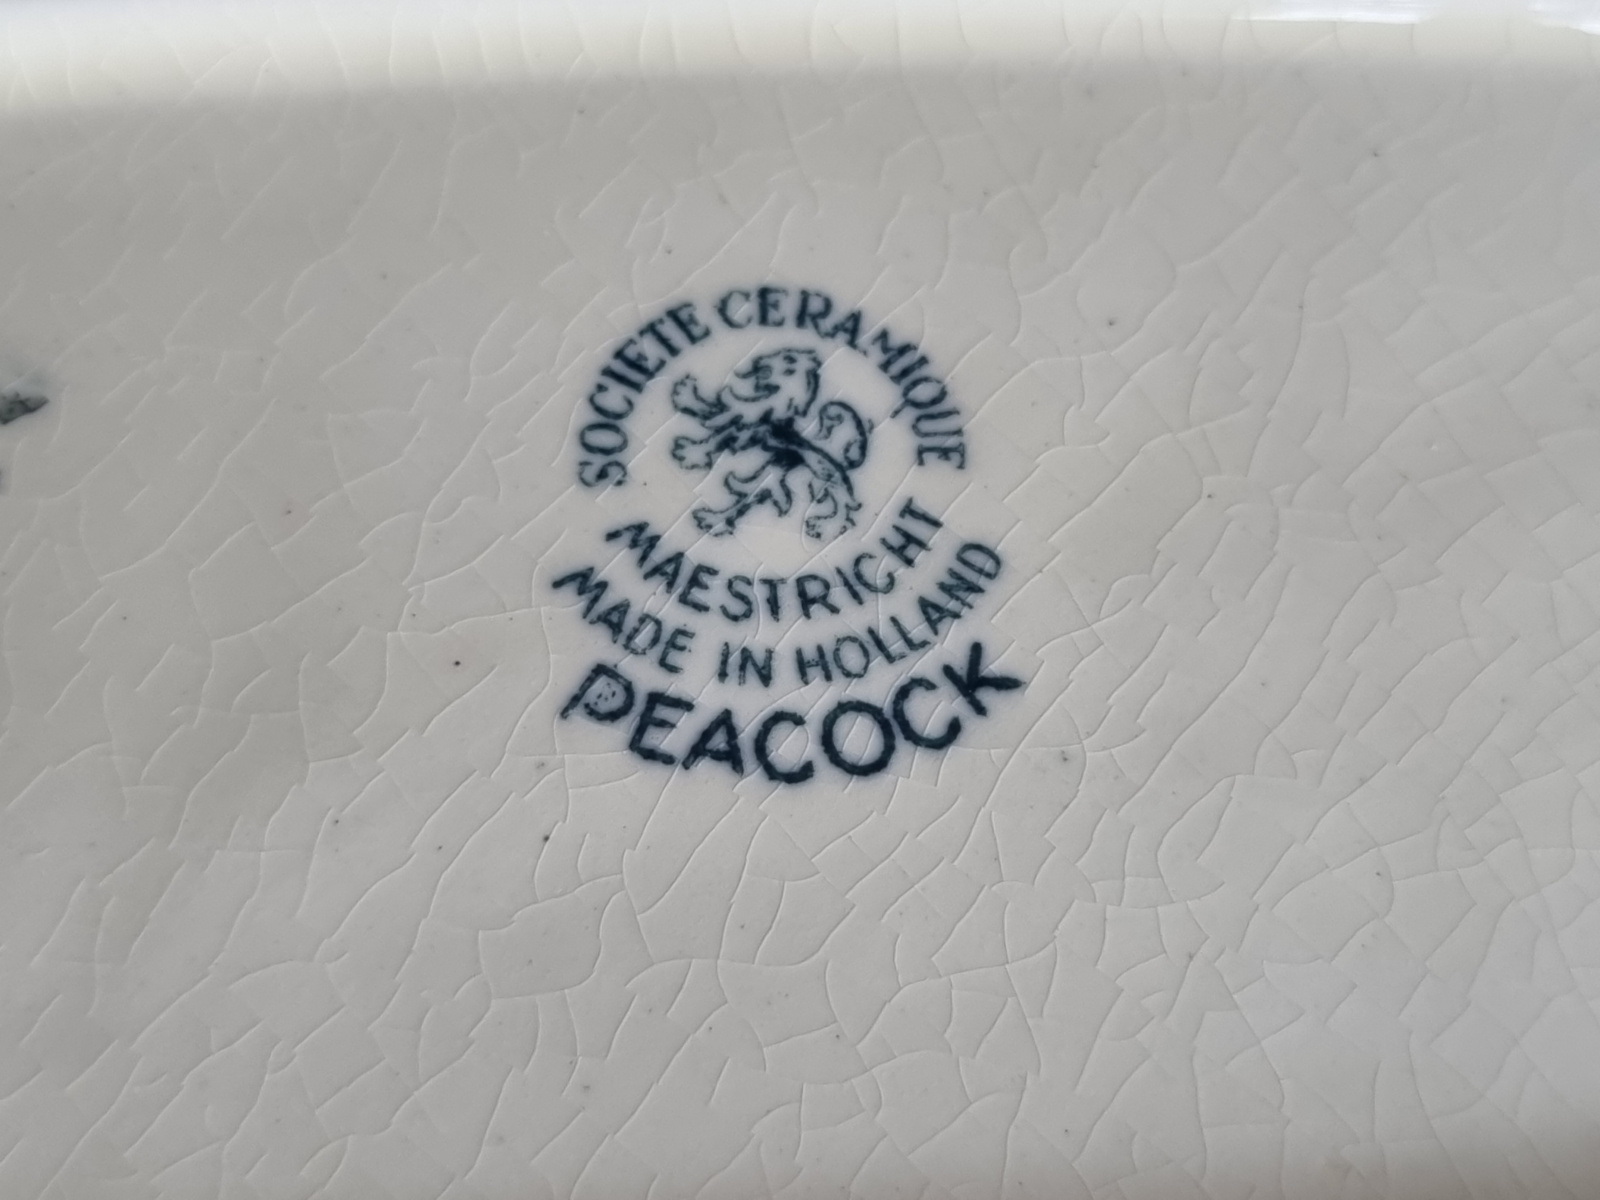 SOCIETE CERAMIQUE
MAESTRICHT
MADE IN HOLLAND
PEACOCK